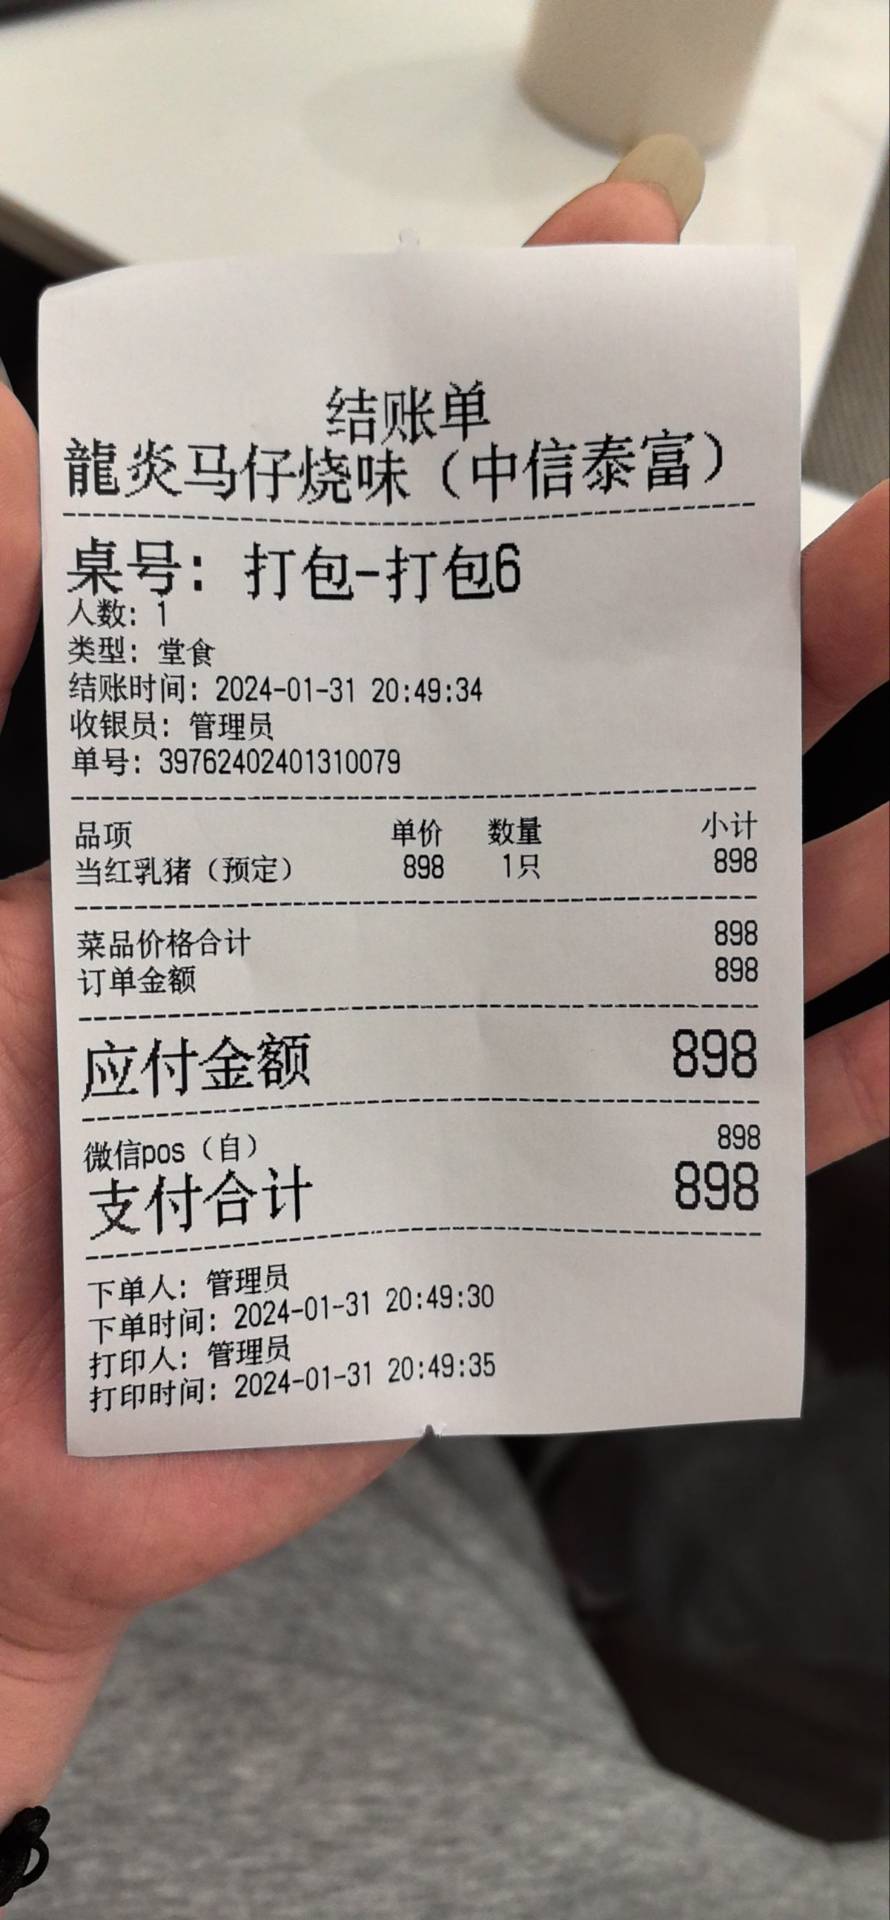 结账单
龍炎马仔烧味（中信泰富）
桌号：打包-打包6
人数：1
类型：堂食
结账时间：2024-01-31 20:49:34
收银员：管理员
单号：39762402401310079
品项 单价 数量 小计
当红乳猪（预定） 898 1只 898
菜品价格合计 898
订单金额 898
应付金额 898
微信pos（自） 898
支付合计 898
下单人：管理员
下单时间：2024-01-31 20:49:30
打印人：管理员
打印时间：2024-01-31 20:49:35